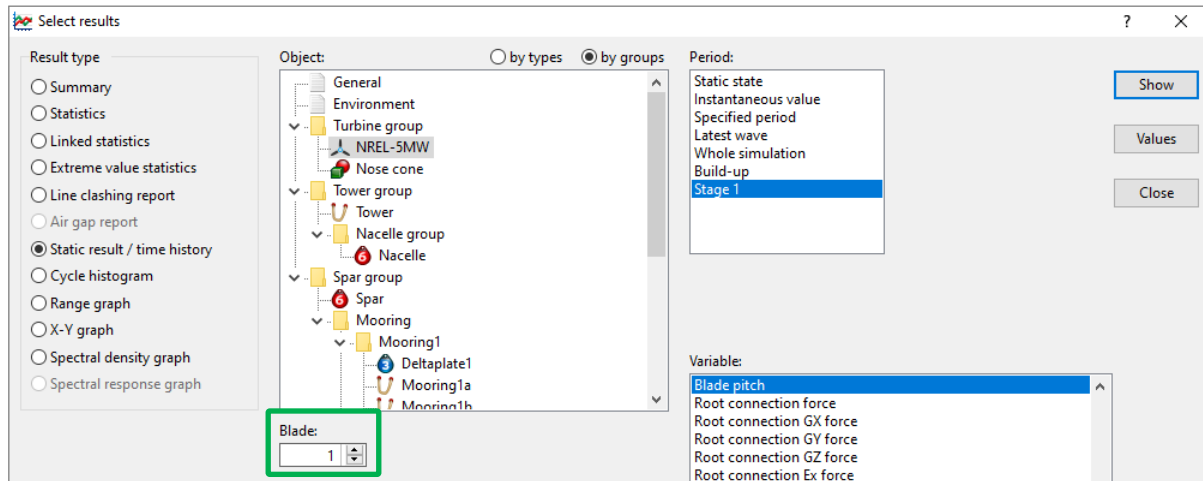 Select results
?
Result type
Summary
Statistics
Linked statistics
Extreme value statistics
Line clashing report
Air gap report
Static result / time history
Cycle histogram
Range graph
X-Y graph
Spectral density graph
Spectral response graph
Object:
by types
by groups
General
Environment
Turbine group
NREL-5MW
Nose cone
Tower group
Tower
Nacelle group
6 Nacelle
Spar group
6 Spar
Mooring
Mooring1
3 Deltaplate1
Mooring1a
Mooring1b
Blade:
1
Period:
Static state
Instantaneous value
Specified period
Latest wave
Whole simulation
Build-up
Stage 1
Variable:
Blade pitch
Root connection force
Root connection GX force
Root connection GY force
Root connection GZ force
Root connection Ex force
Show
Values
Close